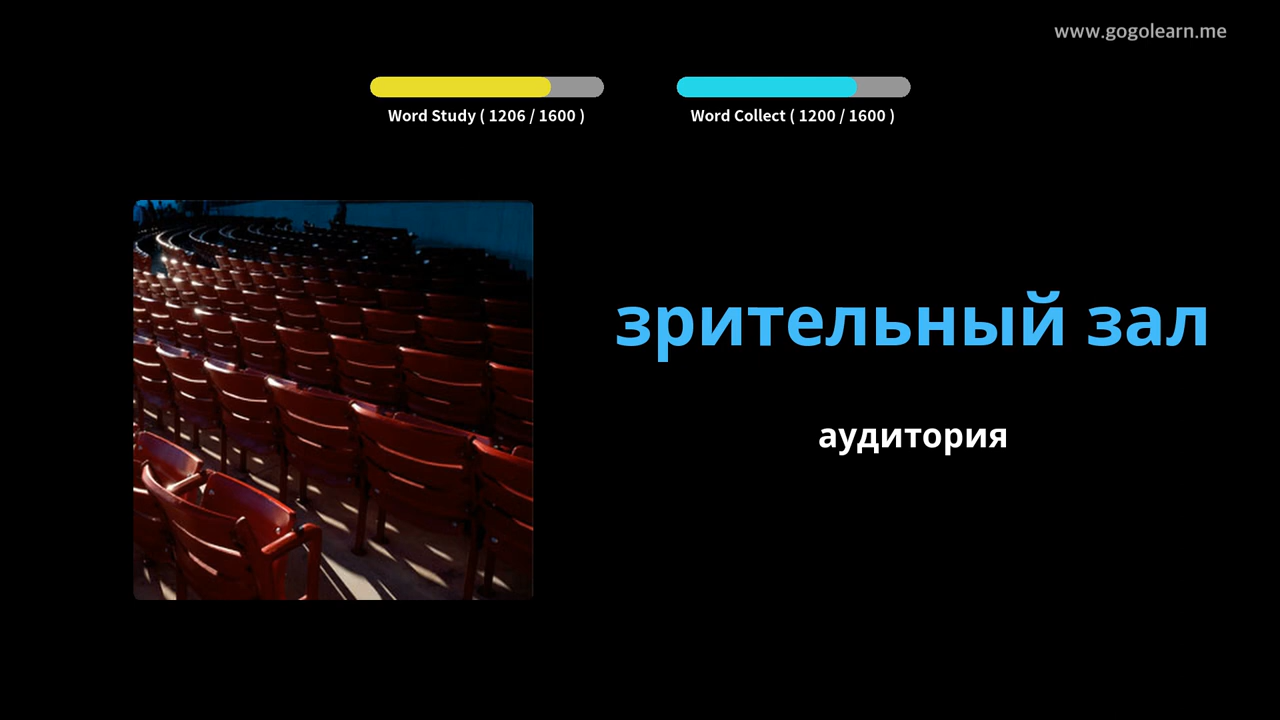 www.gogolearn.me
Word Study ( 1206 / 1600 )
Word Collect ( 1200 / 1600 )
зрительный зал
аудитория